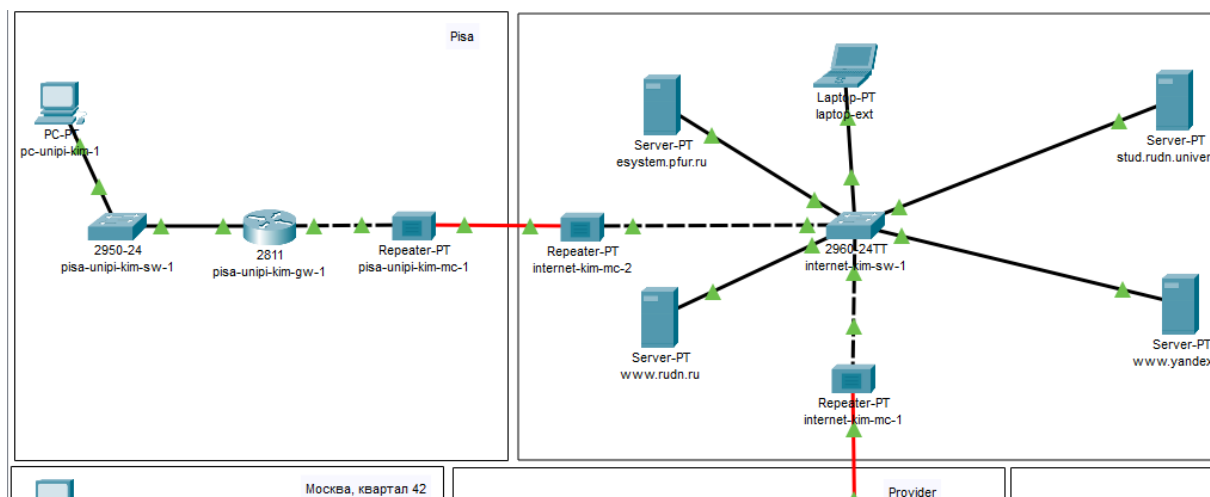 Pisa
PC-PT
pc-unipi-kim-1
2950-24
pisa-unipi-kim-sw-1
2811
pisa-unipi-kim-gw-1
Repeater-PT
pisa-unipi-kim-mc-1
Repeater-PT
internet-kim-mc-2
Server-PT
esystem.pfur.ru
Laptop-PT
laptop-ext
Server-PT
stud.rudn.univer
2960-24TT
internet-kim-sw-1
Server-PT
www.rudn.ru
Server-PT
www.yandex
Repeater-PT
internet-kim-mc-1
Москва, квартал 42
Provider